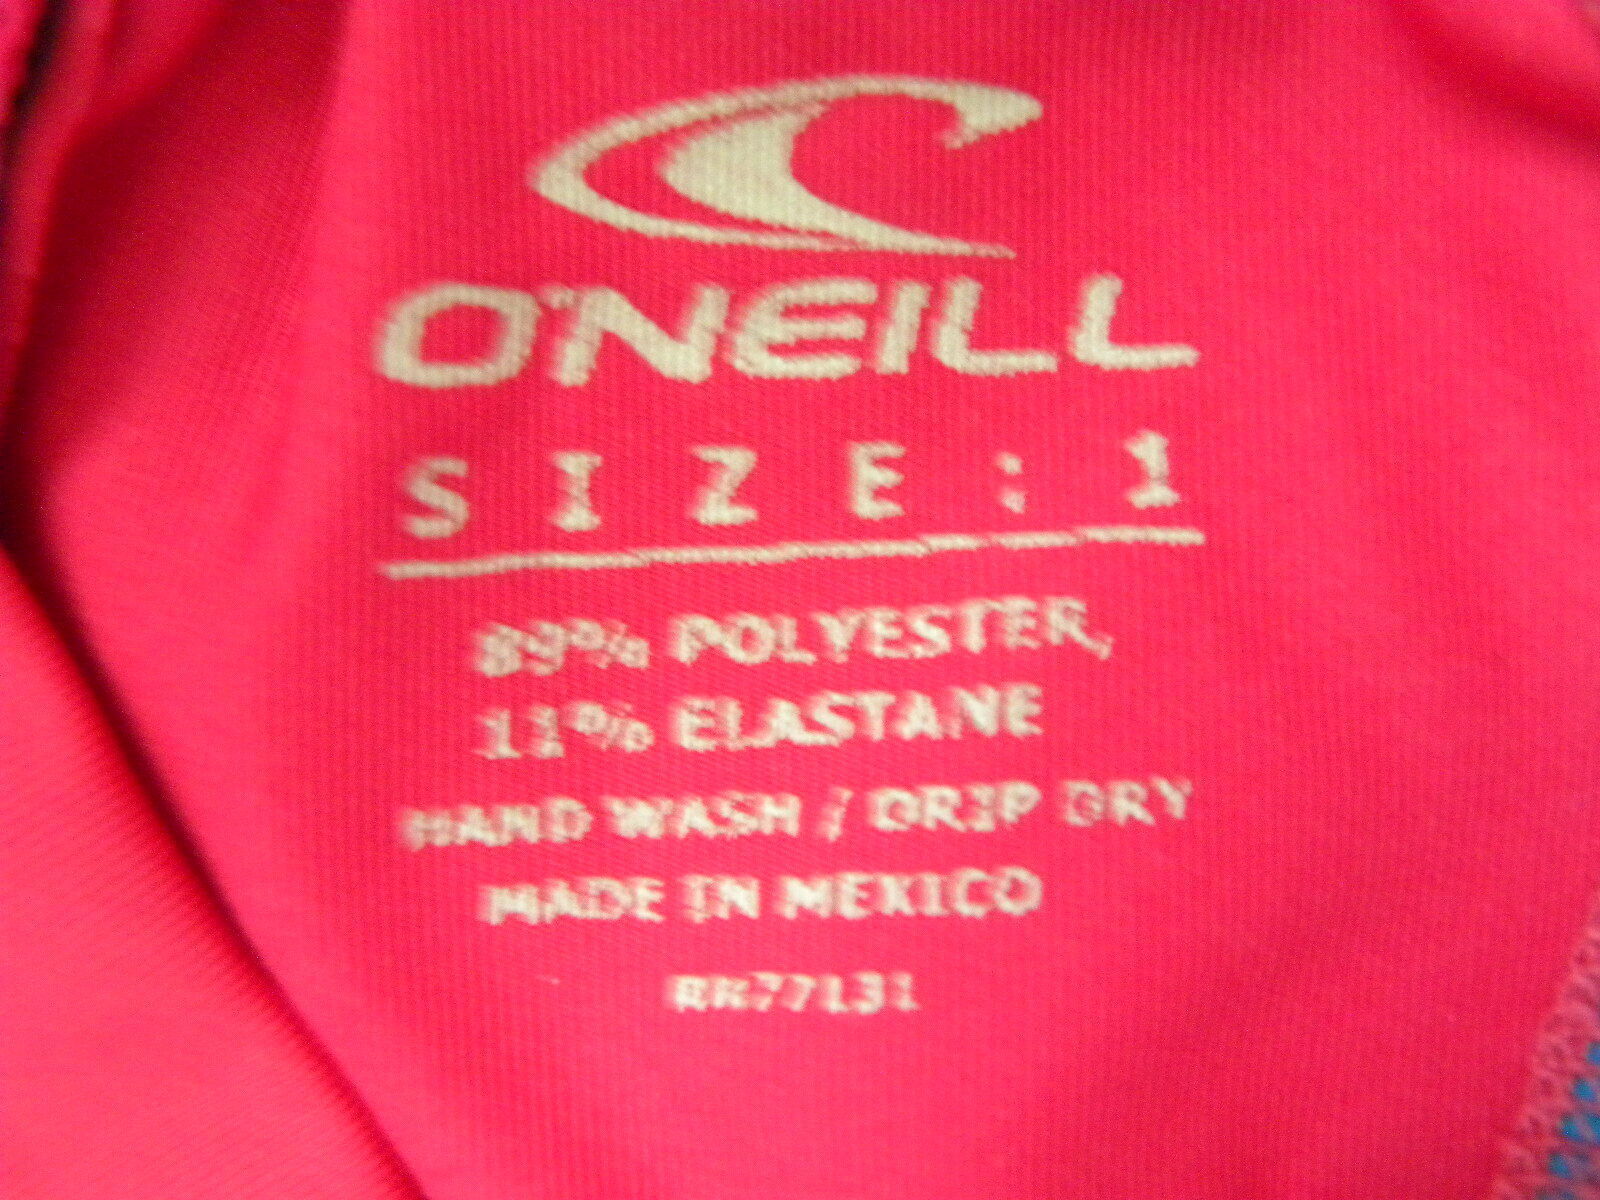 O'NEILL
SIZE: 1
89% POLYESTER,
11% ELASTANE
HAND WASH / DRIP DRY
MADE IN MEXICO